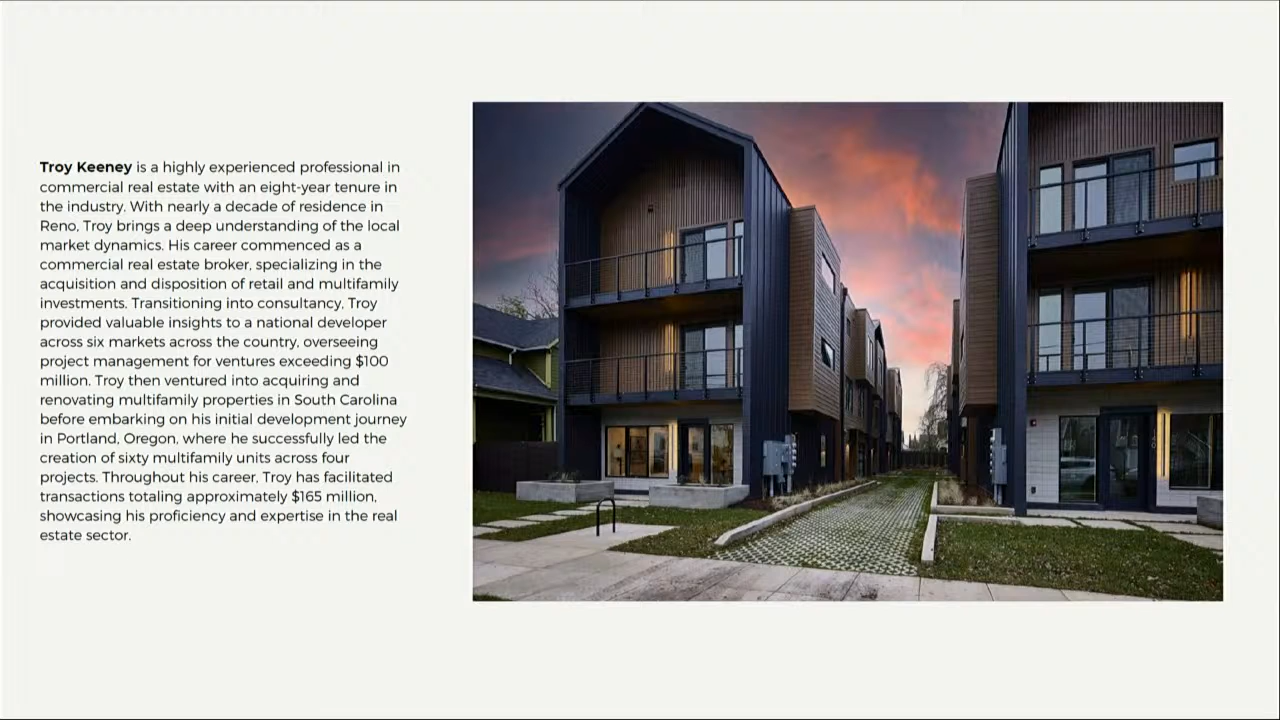 Troy Keeney is a highly experienced professional in
commercial real estate with an eight-year tenure in
the industry. With nearly a decade of residence in
Reno, Troy brings a deep understanding of the local
market dynamics. His career commenced as a
commercial real estate broker, specializing in the
acquisition and disposition of retail and multifamily
investments. Transitioning into consultancy, Troy
provided valuable insights to a national developer
across six markets across the country, overseeing
project management for ventures exceeding $100
million. Troy then ventured into acquiring and
renovating multifamily properties in South Carolina
before embarking on his initial development journey
in Portland, Oregon, where he successfully led the
creation of sixty multifamily units across four
projects. Throughout his career, Troy has facilitated
transactions totaling approximately $165 million,
showcasing his proficiency and expertise in the real
estate sector.